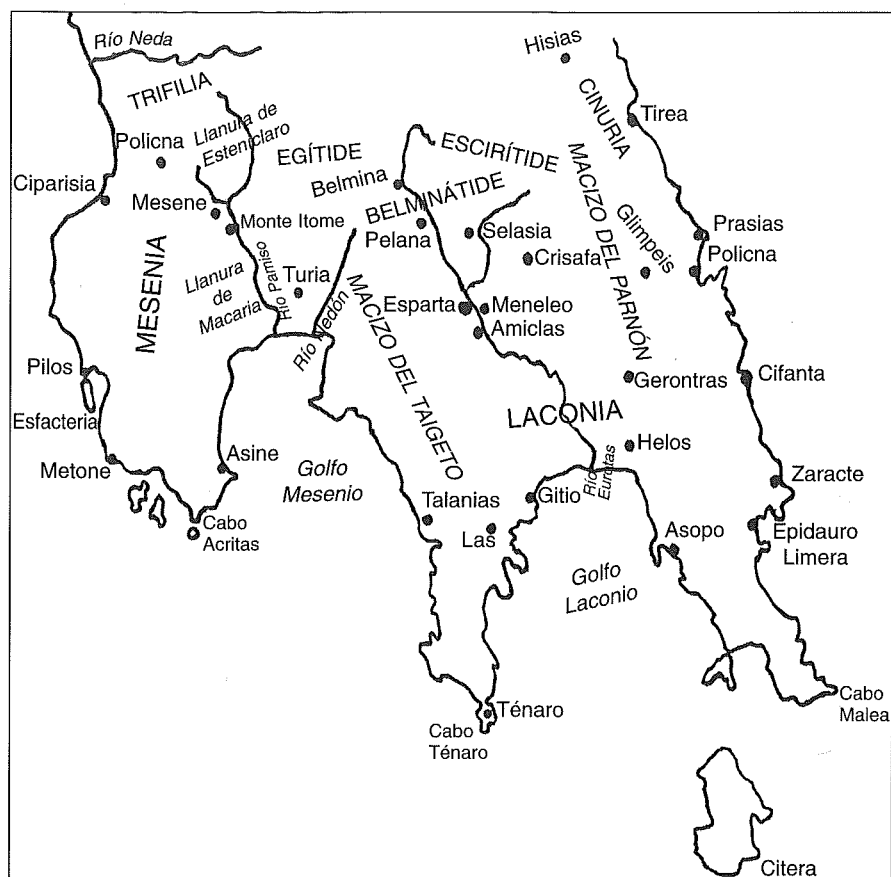 Río Neda
Hisias
TRIFILIA
CINURIA
Tirea
Llanura de
Esteniclaro
Policna
EGÍTIDE
ESCIRÍTIDE
MACIZO DEL PARNÓN
Ciparisia
Belmina
BELMINÁTIDE
Mesene
Monte Itome
Pelana
Selasia
Glimpeis
Prasias
Policna
Crisafa
MESENIA
Llanura
de
Macaria
Río Pamiso
Turia
Río Nedón
MACIZO DEL TAIGETO
Esparta
Meneleo
Amiclas
Pilos
Esfacteria
Gerontras
Cifanta
LACONIA
Helos
Metone
Asine
Golfo
Mesenio
Río
Eurotas
Zaracte
Talanias
Gitio
Las
Cabo
Acritas
Asopo
Epidauro
Limera
Golfo
Laconio
Ténaro
Cabo
Ténaro
Cabo
Malea
Citera